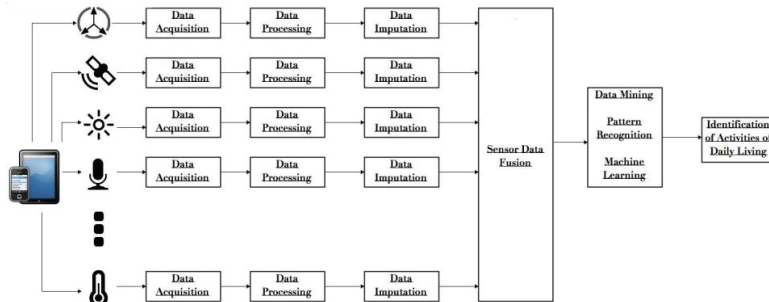 Data
Acquisition
Data
Processing
Data
Imputation
Data
Acquisition
Data
Processing
Data
Imputation
Data
Acquisition
Data
Processing
Data
Imputation
Data
Acquisition
Data
Processing
Data
Imputation
Data
Acquisition
Data
Processing
Data
Imputation
Sensor Data
Fusion
Data Mining
Pattern
Recognition
Machine
Learning
Identification
of Activities of
Daily Living